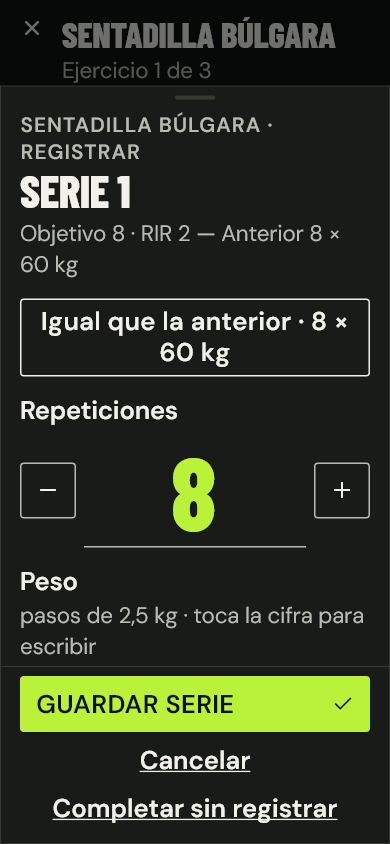 SENTADILLA BÚLGARA
Ejercicio 1 de 3
SENTADILLA BÚLGARA ·
REGISTRAR
SERIE 1
Objetivo 8 · RIR 2 — Anterior 8 ×
60 kg
Igual que la anterior · 8 ×
60 kg
Repeticiones
− 8 +
Peso
pasos de 2,5 kg · toca la cifra para
escribir
GUARDAR SERIE ✓
Cancelar
Completar sin registrar